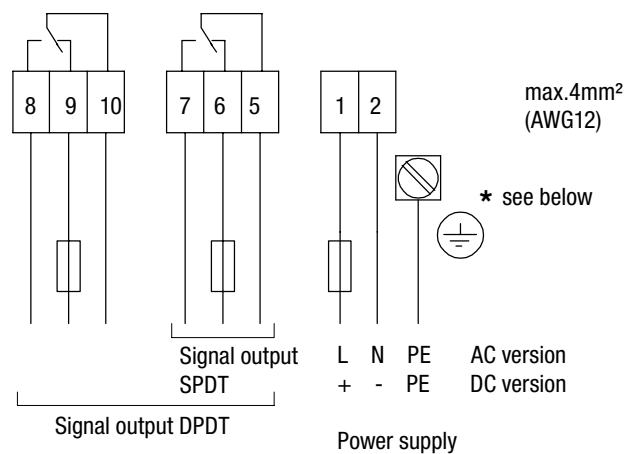 8 9 10 7 6 5 1 2
max.4mm²
(AWG12)
* see below
Signal output L N PE AC version
SPDT + - PE DC version
Signal output DPDT
Power supply